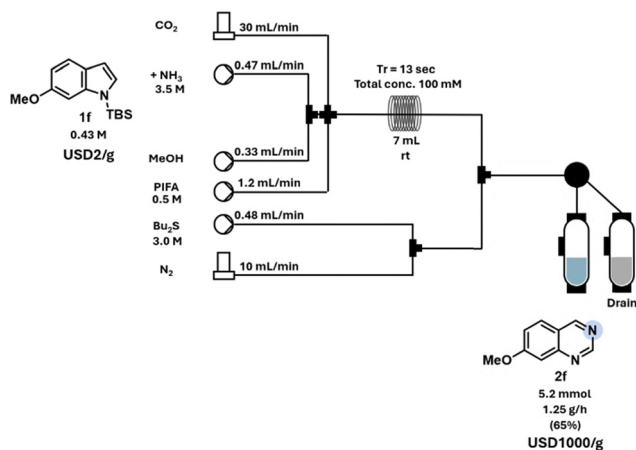 CO₂
30 mL/min
+ NH₃
3.5 M
0.47 mL/min
MeO
N
TBS
1f
0.43 M
USD2/g
Tr = 13 sec
Total conc. 100 mM
7 mL
rt
MeOH
0.33 mL/min
PIFA
0.5 M
1.2 mL/min
Bu₂S
3.0 M
0.48 mL/min
N₂
10 mL/min
Drain
MeO
N
N
2f
5.2 mmol
1.25 g/h
(65%)
USD1000/g